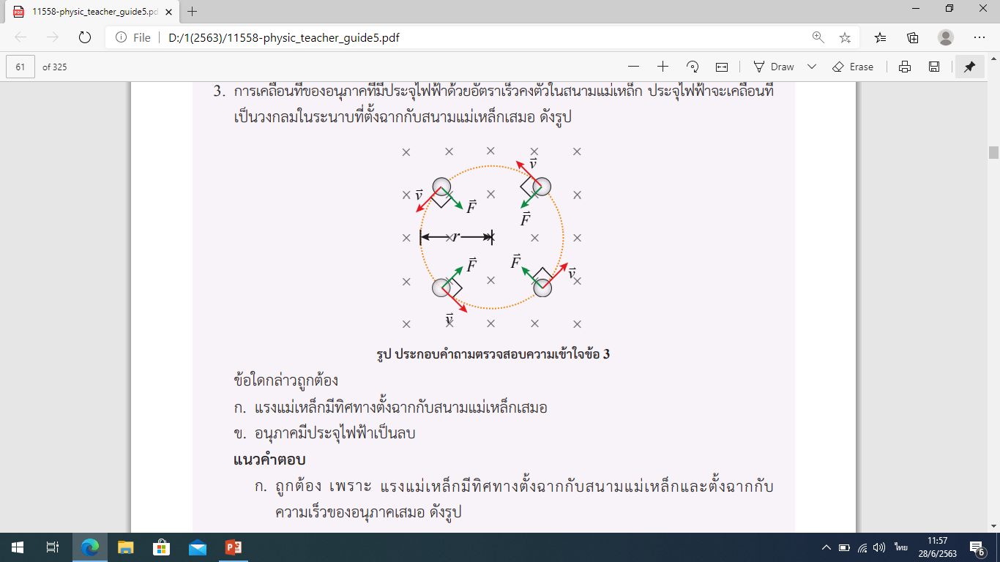 11558-physic_teacher_guide5.pd
File
D:/1(2563)/11558-physic_teacher_guide5.pdf
61 of 325
Draw
Erase
3. การเคลื่อนที่ของอนุภาคที่มีประจุไฟฟ้าด้วยอัตราเร็วคงตัวในสนามแม่เหล็ก ประจุไฟฟ้าจะเคลื่อนที่
เป็นวงกลมในระนาบที่ตั้งฉากกับสนามแม่เหล็กเสมอ ดังรูป
v
v
F
F
r
F
F
v
v
รูป ประกอบคำถามตรวจสอบความเข้าใจข้อ 3
ข้อใดกล่าวถูกต้อง
ก. แรงแม่เหล็กมีทิศทางตั้งฉากกับสนามแม่เหล็กเสมอ
ข. อนุภาคมีประจุไฟฟ้าเป็นลบ
แนวคำตอบ
ก. ถูกต้อง เพราะ แรงแม่เหล็กมีทิศทางตั้งฉากกับสนามแม่เหล็กและตั้งฉากกับ
ความเร็วของอนุภาคเสมอ ดังรูป
ไทย
11:57
28/6/2563
6